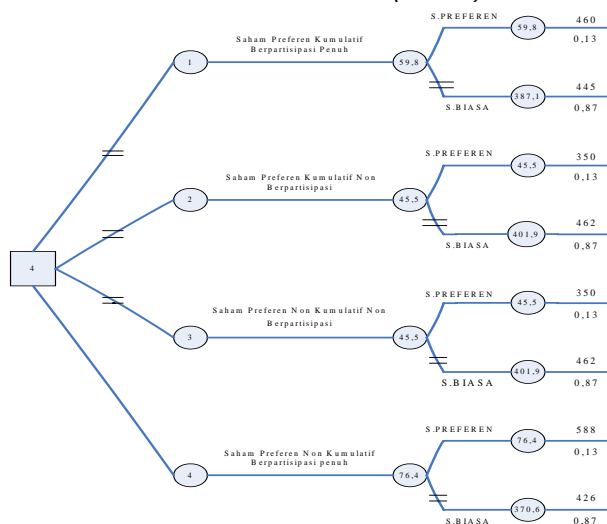 S.PREFEREN
59,8
460
0,13
Saham Preferen Kumulatif
Berpartisipasi Penuh
1
59,8
S.BIASA
387,1
445
0,87
S.PREFEREN
45,5
350
0,13
Saham Preferen Kumulatif Non
Berpartisipasi
2
45,5
S.BIASA
401,9
462
0,87
4
S.PREFEREN
45,5
350
0,13
Saham Preferen Non Kumulatif Non
Berpartisipasi
3
45,5
S.BIASA
401,9
462
0,87
S.PREFEREN
76,4
588
0,13
Saham Preferen Non Kumulatif
Berpartisipasi penuh
4
76,4
S.BIASA
370,6
426
0,87